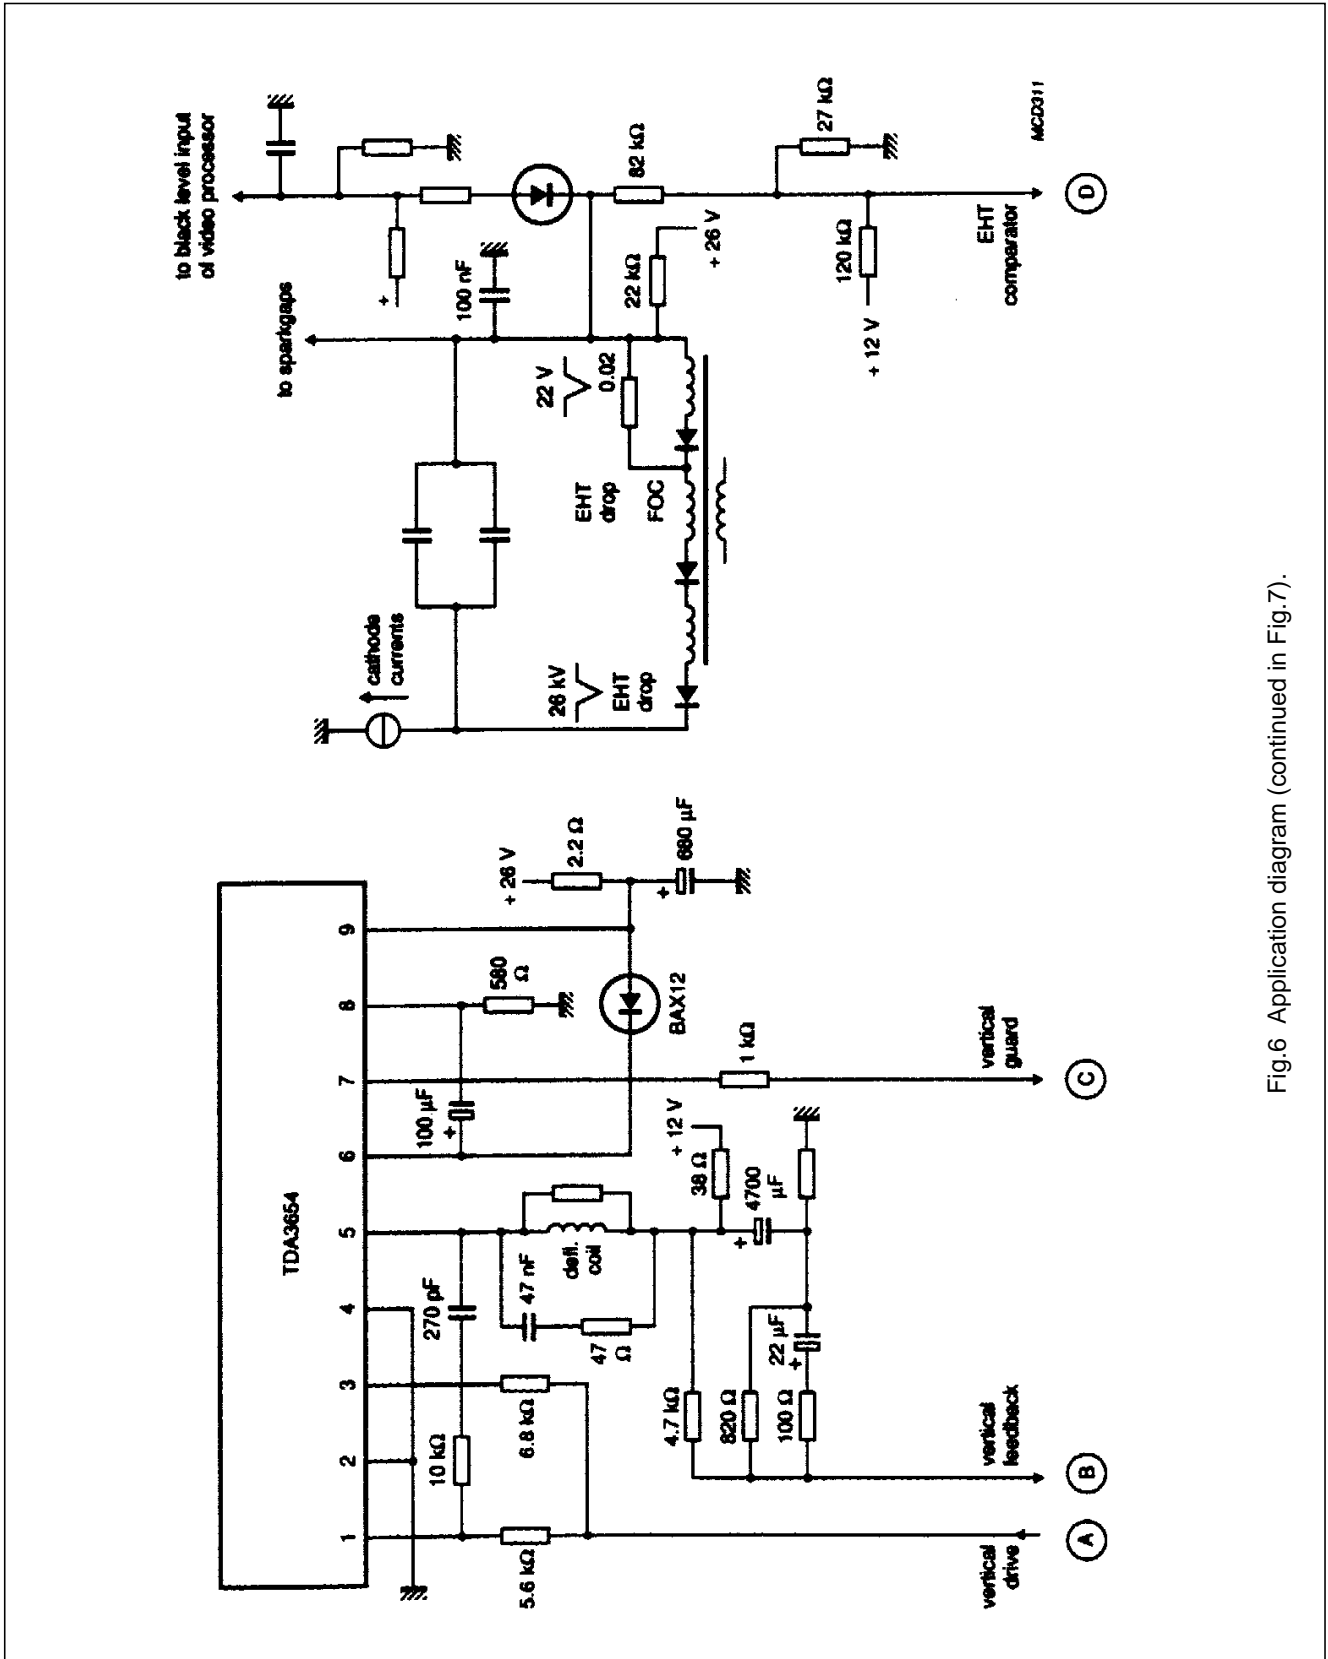 to black level input
of video processor
to sparkgaps
+
100 nF
82 kΩ
27 kΩ
MCD311
22 kΩ
+ 26 V
120 kΩ
+ 12 V
EHT
comparator
D
22 V
0.02
EHT
drop
FOC
cathode
currents
26 kV
EHT
drop
TDA3654
9
8
7
6
5
4
3
2
1
+ 26 V
2.2 Ω
680 µF
+
560
Ω
BAX12
100 µF
+
1 kΩ
vertical
guard
C
+ 12 V
38 Ω
4700
µF
+
defl.
coil
47 nF
47
Ω
270 pF
10 kΩ
6.8 kΩ
5.6 kΩ
4.7 kΩ
820 Ω
100 Ω
22 µF
+
vertical
feedback
B
vertical
drive
A
Fig.6 Application diagram (continued in Fig.7).